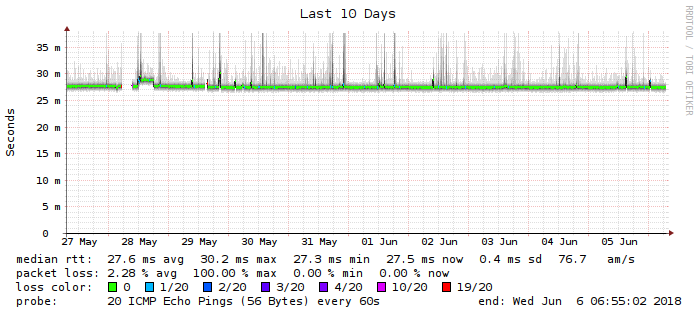 Last 10 Days
RRDTOOL / TOBI OETIKER
Seconds
35 m
30 m
25 m
20 m
15 m
10 m
5 m
0
27 May 28 May 29 May 30 May 31 May 01 Jun 02 Jun 03 Jun 04 Jun 05 Jun
median rtt: 27.6 ms avg 30.2 ms max 27.3 ms min 27.5 ms now 0.4 ms sd 76.7 am/s
packet loss: 2.28 % avg 100.00 % max 0.00 % min 0.00 % now
loss color: 0 1/20 2/20 3/20 4/20 10/20 19/20
probe: 20 ICMP Echo Pings (56 Bytes) every 60s end: Wed Jun 6 06:55:02 2018